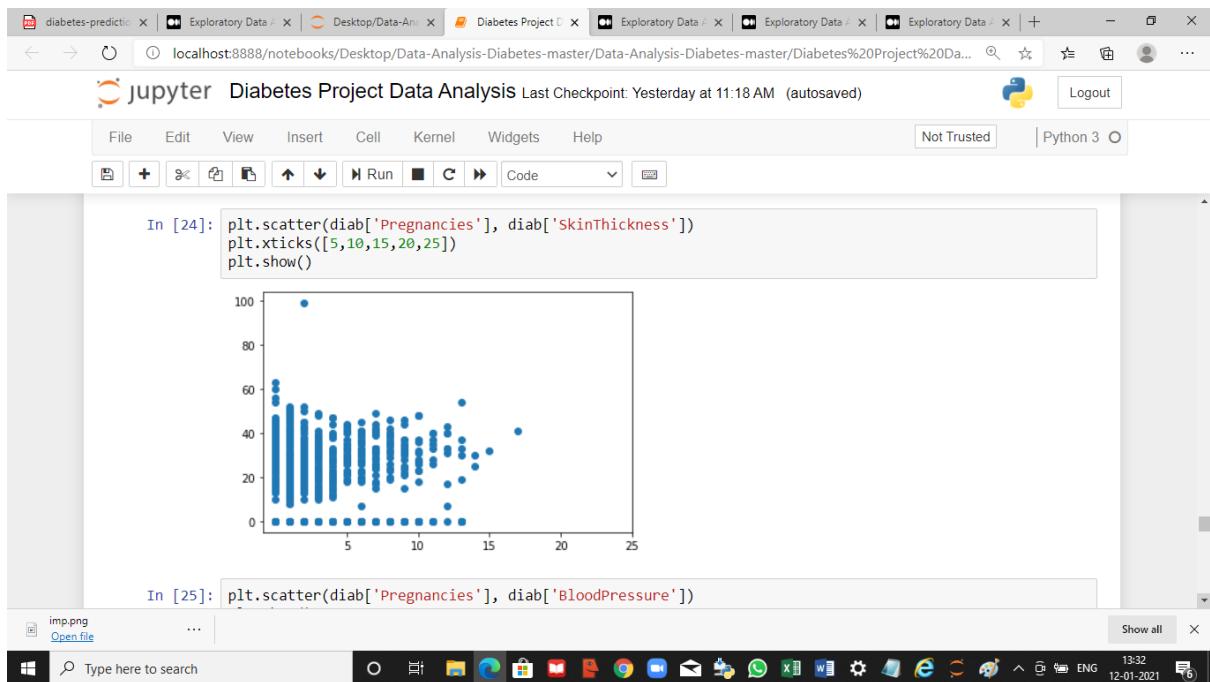 diabetes-predictio
Exploratory Data A
Desktop/Data-Ana
Diabetes Project D
Exploratory Data A
Exploratory Data A
Exploratory Data A
localhost:8888/notebooks/Desktop/Data-Analysis-Diabetes-master/Data-Analysis-Diabetes-master/Diabetes%20Project%20Da...
jupyter Diabetes Project Data Analysis Last Checkpoint: Yesterday at 11:18 AM (autosaved)
Logout
File Edit View Insert Cell Kernel Widgets Help
Not Trusted
Python 3
Run
Code
In [24]: plt.scatter(diab['Pregnancies'], diab['SkinThickness'])
plt.xticks([5,10,15,20,25])
plt.show()
100
80
60
40
20
0
5 10 15 20 25
In [25]: plt.scatter(diab['Pregnancies'], diab['BloodPressure'])
imp.png
Open file
...
Show all
Type here to search
ENG
13:32
12-01-2021
6